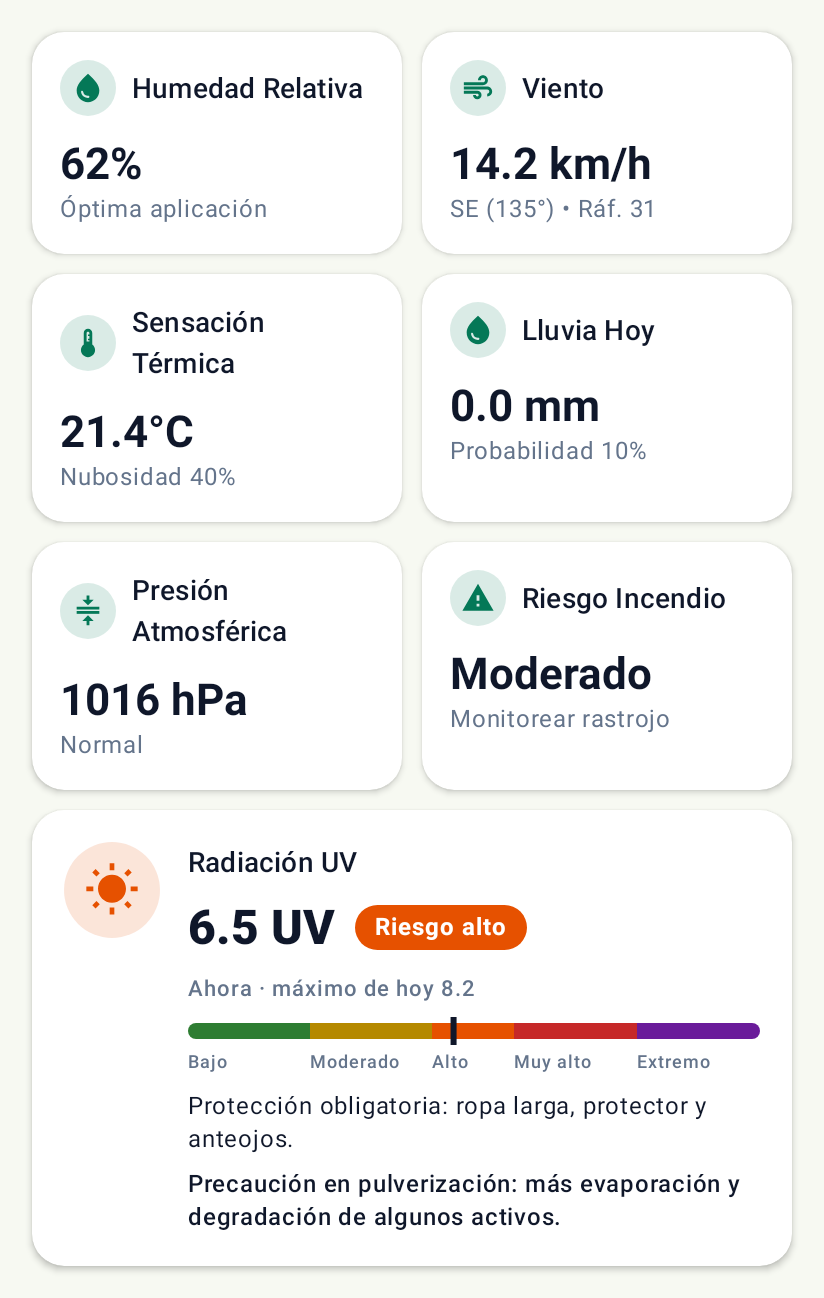 Humedad Relativa
62%
Óptima aplicación
Viento
14.2 km/h
SE (135°) • Ráf. 31
Sensación
Térmica
21.4°C
Nubosidad 40%
Lluvia Hoy
0.0 mm
Probabilidad 10%
Presión
Atmosférica
1016 hPa
Normal
Riesgo Incendio
Moderado
Monitorear rastrojo
Radiación UV
6.5 UV Riesgo alto
Ahora · máximo de hoy 8.2
Bajo Moderado Alto Muy alto Extremo
Protección obligatoria: ropa larga, protector y
anteojos.
Precaución en pulverización: más evaporación y
degradación de algunos activos.